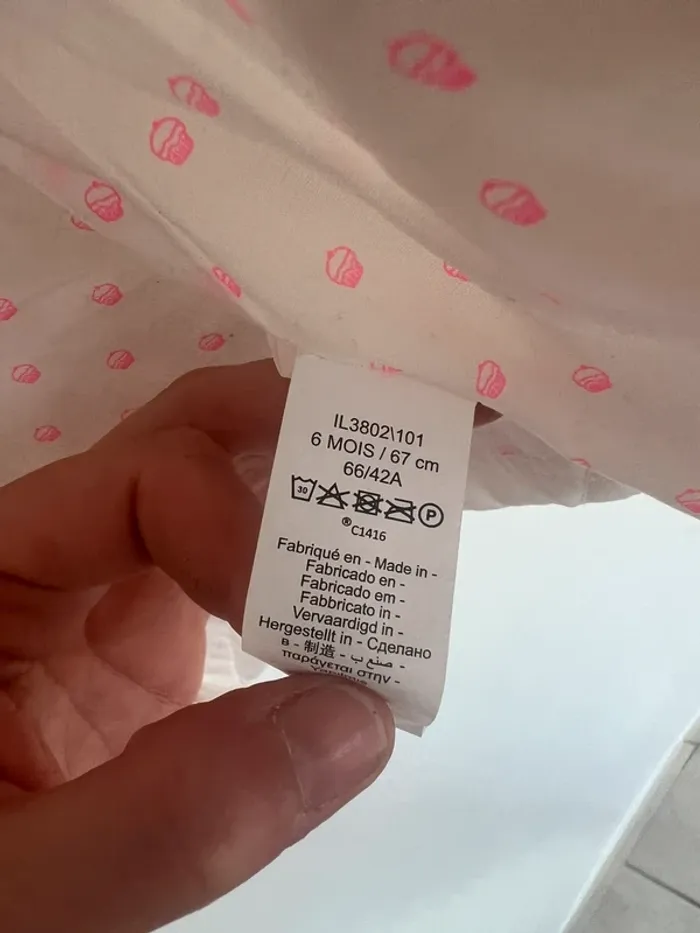 IL3802\101
6 MOIS / 67 cm
66/42A
30 P
®C1416
Fabriqué en - Made in -
Fabricado en -
Fabricado em -
Fabbricato in -
Vervaardigd in -
Hergestellt in - Сделано
в - 制造 - صنع ب -
παράγεται στην -